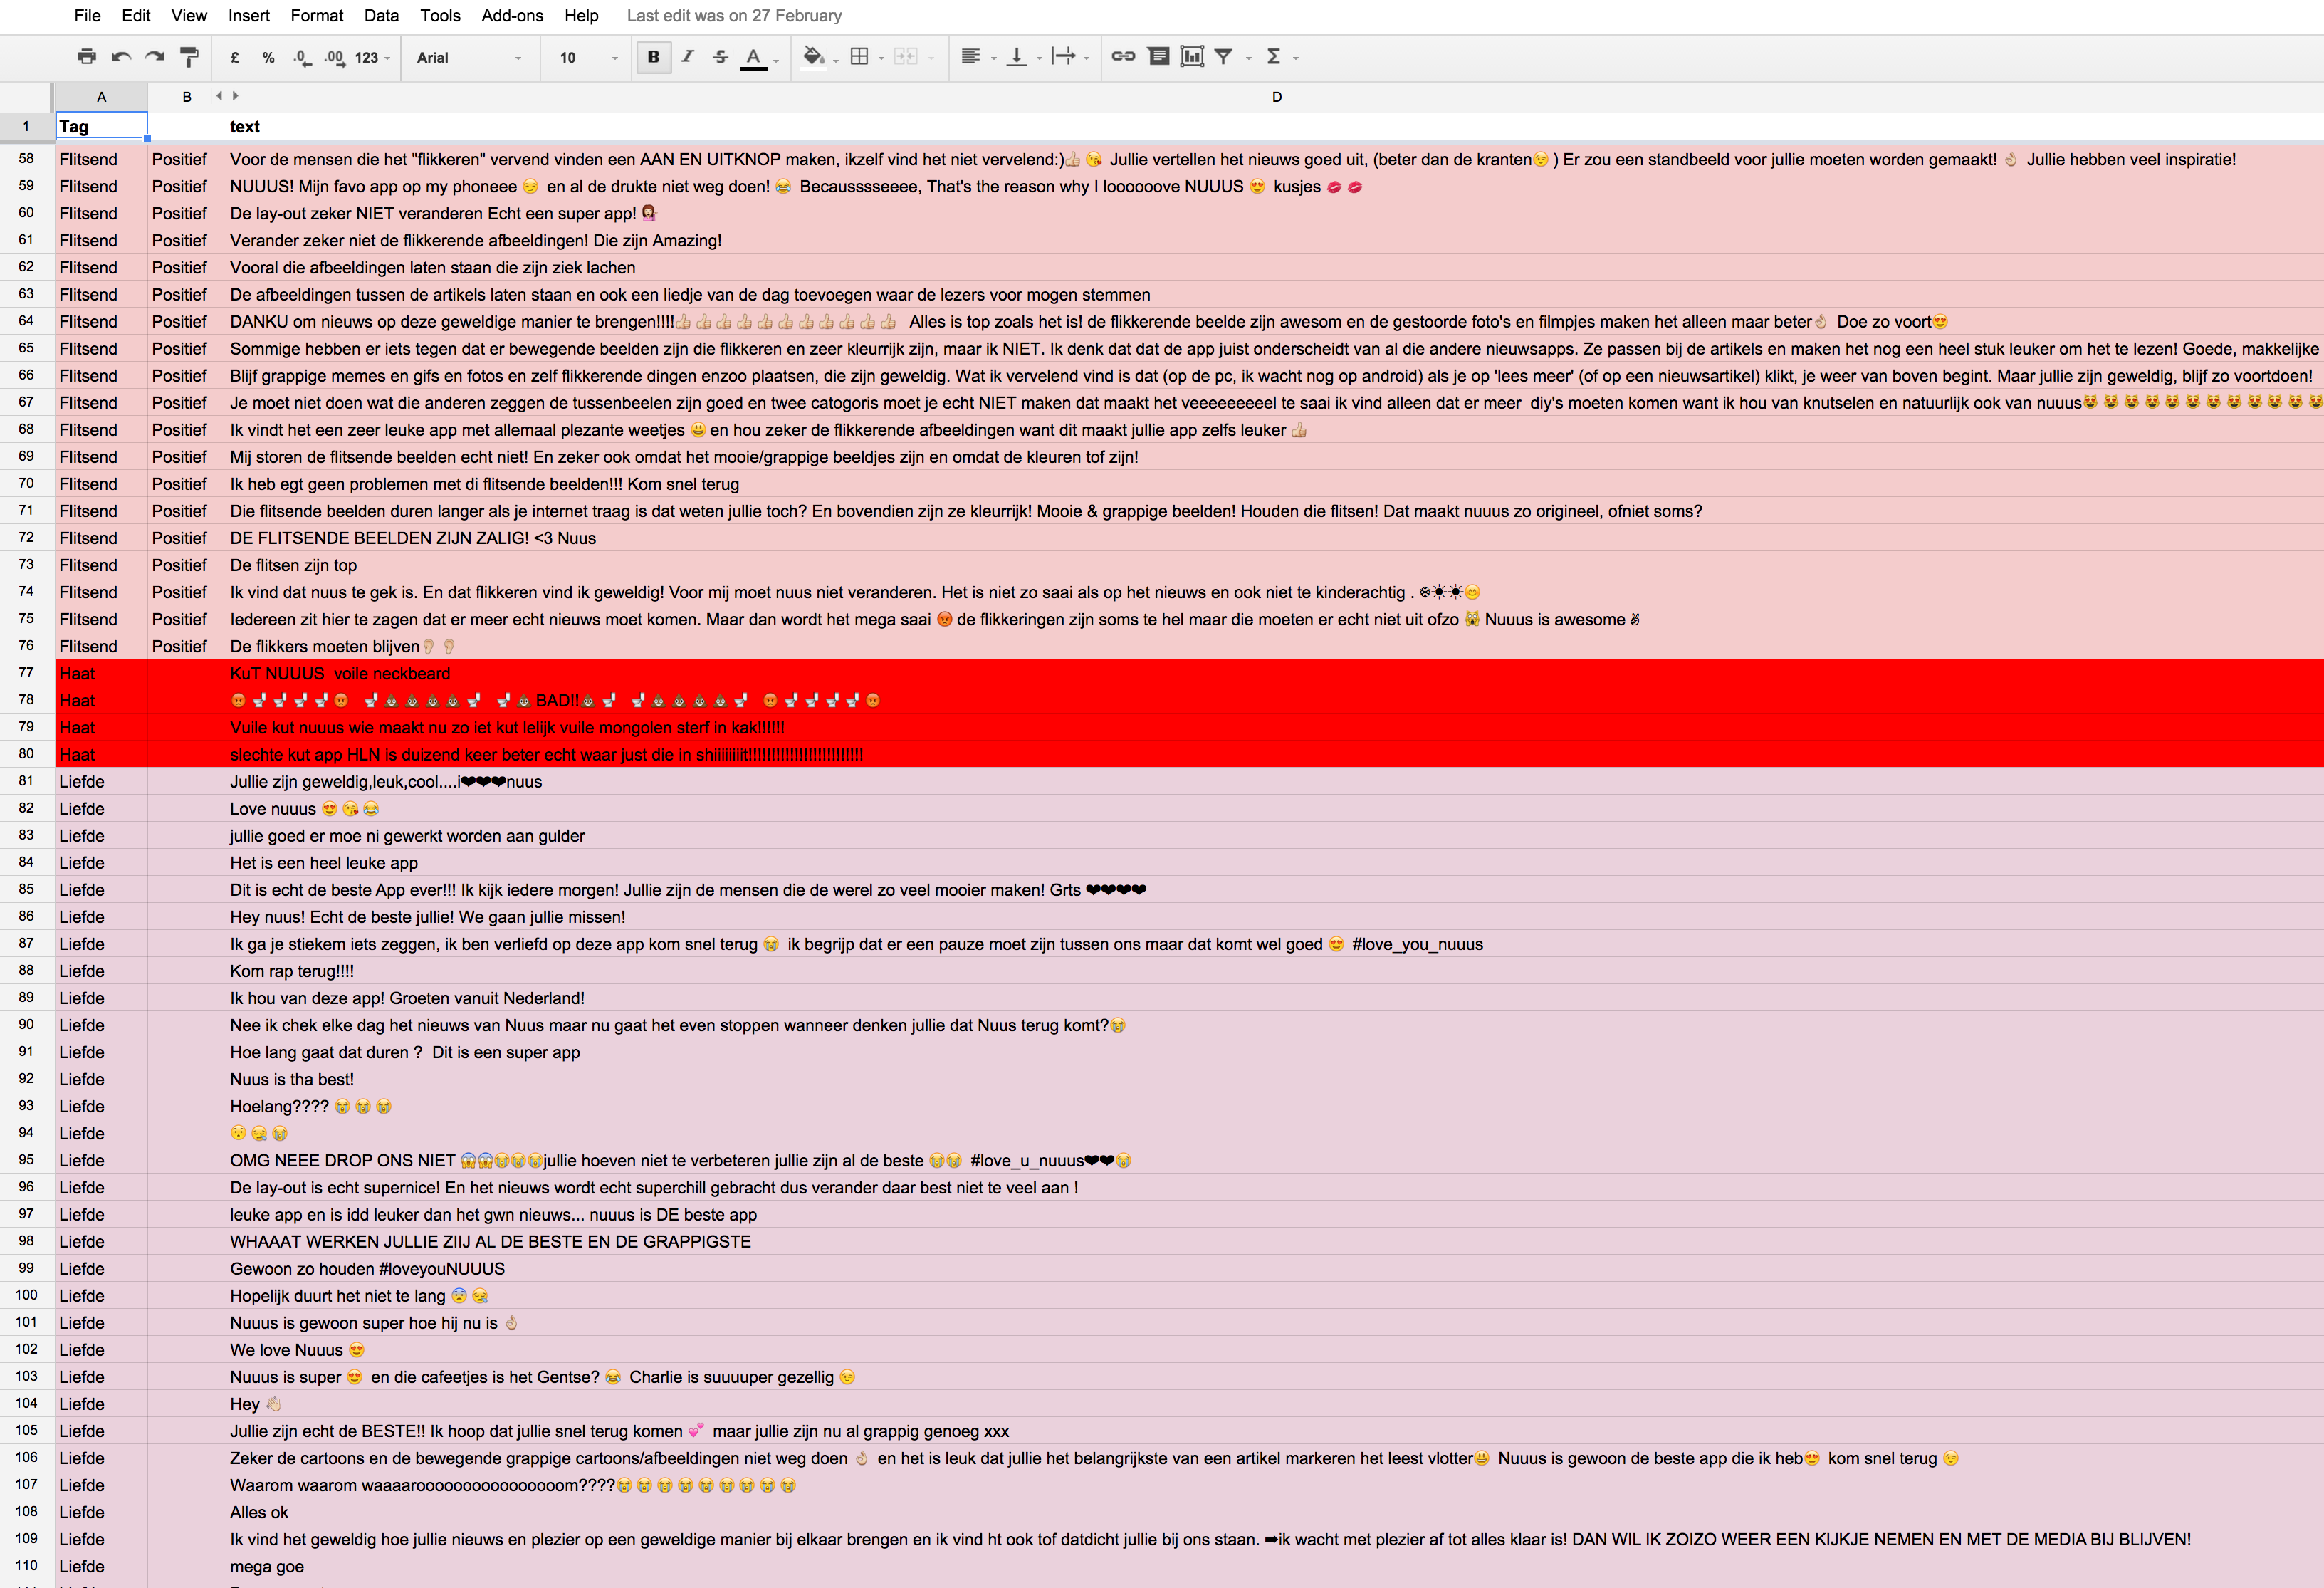 File Edit View Insert Format Data Tools Add-ons Help Last edit was on 27 February
£ % .0 .00 123 Arial 10 B I S A Σ
A B D
1 Tag text
58 Flitsend Positief Voor de mensen die het "flikkeren" vervend vinden een AAN EN UITKNOP maken, ikzelf vind het niet vervelend:)👍🏼 😘 Jullie vertellen het nieuws goed uit, (beter dan de kranten😉 ) Er zou een standbeeld voor jullie moeten worden gemaakt! 👌🏼 Jullie hebben veel inspiratie!
59 Flitsend Positief NUUUS! Mijn favo app op my phoneee 😏 en al de drukte niet weg doen! 😂 Becausssseeee, That's the reason why I loooooove NUUUS 😍 kusjes 💋 💋
60 Flitsend Positief De lay-out zeker NIET veranderen Echt een super app! 💁🏻
61 Flitsend Positief Verander zeker niet de flikkerende afbeeldingen! Die zijn Amazing!
62 Flitsend Positief Vooral die afbeeldingen laten staan die zijn ziek lachen
63 Flitsend Positief De afbeeldingen tussen de artikels laten staan en ook een liedje van de dag toevoegen waar de lezers voor mogen stemmen
64 Flitsend Positief DANKU om nieuws op deze geweldige manier te brengen!!!!👍🏼👍🏼👍🏼👍🏼👍🏼👍🏼👍🏼👍🏼👍🏼👍🏼👍🏼 Alles is top zoals het is! de flikkerende beelde zijn awesom en de gestoorde foto's en filmpjes maken het alleen maar beter👌🏼 Doe zo voort😍
65 Flitsend Positief Sommige hebben er iets tegen dat er bewegende beelden zijn die flikkeren en zeer kleurrijk zijn, maar ik NIET. Ik denk dat dat de app juist onderscheidt van al die andere nieuwsapps. Ze passen bij de artikels en maken het nog een heel stuk leuker om het te lezen! Goede, makkelijke
66 Flitsend Positief Blijf grappige memes en gifs en fotos en zelf flikkerende dingen enzoo plaatsen, die zijn geweldig. Wat ik vervelend vind is dat (op de pc, ik wacht nog op android) als je op 'lees meer' (of op een nieuwsartikel) klikt, je weer van boven begint. Maar jullie zijn geweldig, blijf zo voortdoen!
67 Flitsend Positief Je moet niet doen wat die anderen zeggen de tussenbeelen zijn goed en twee catogoris moet je echt NIET maken dat maakt het veeeeeeeeel te saai ik vind alleen dat er meer diy's moeten komen want ik hou van knutselen en natuurlijk ook van nuuus😻 😻 😻 😻 😻 😻 😻 😻 😻 😻 😻 😻
68 Flitsend Positief Ik vindt het een zeer leuke app met allemaal plezante weetjes 😃 en hou zeker de flikkerende afbeeldingen want dit maakt jullie app zelfs leuker 👍🏼
69 Flitsend Positief Mij storen de flitsende beelden echt niet! En zeker ook omdat het mooie/grappige beeldjes zijn en omdat de kleuren tof zijn!
70 Flitsend Positief Ik heb egt geen problemen met di flitsende beelden!!! Kom snel terug
71 Flitsend Positief Die flitsende beelden duren langer als je internet traag is dat weten jullie toch? En bovendien zijn ze kleurrijk! Mooie & grappige beelden! Houden die flitsen! Dat maakt nuuus zo origineel, ofniet soms?
72 Flitsend Positief DE FLITSENDE BEELDEN ZIJN ZALIG! <3 Nuus
73 Flitsend Positief De flitsen zijn top
74 Flitsend Positief Ik vind dat nuus te gek is. En dat flikkeren vind ik geweldig! Voor mij moet nuus niet veranderen. Het is niet zo saai als op het nieuws en ook niet te kinderachtig . ❄☀☀😊
75 Flitsend Positief Iedereen zit hier te zagen dat er meer echt nieuws moet komen. Maar dan wordt het mega saai 😡 de flikkeringen zijn soms te hel maar die moeten er echt niet uit ofzo 🙀 Nuuus is awesome ✌
76 Flitsend Positief De flikkers moeten blijven👂🏼 👂🏼
77 Haat KuT NUUUS voile neckbeard
78 Haat 😡 🚽 🚽 🚽 🚽 😡 🚽 💩 💩 💩 💩 🚽 🚽 💩 BAD!!💩 🚽 🚽 💩 💩 💩 💩 🚽 😡 🚽 🚽 🚽 🚽 😡
79 Haat Vuile kut nuuus wie maakt nu zo iet kut lelijk vuile mongolen sterf in kak!!!!!!
80 Haat slechte kut app HLN is duizend keer beter echt waar just die in shiiiiiiiit!!!!!!!!!!!!!!!!!!!!!!!!!
81 Liefde Jullie zijn geweldig,leuk,cool....i❤❤❤nuus
82 Liefde Love nuuus 😍 😘 😂
83 Liefde jullie goed er moe ni gewerkt worden aan gulder
84 Liefde Het is een heel leuke app
85 Liefde Dit is echt de beste App ever!!! Ik kijk iedere morgen! Jullie zijn de mensen die de werel zo veel mooier maken! Grts ❤❤❤❤
86 Liefde Hey nuus! Echt de beste jullie! We gaan jullie missen!
87 Liefde Ik ga je stiekem iets zeggen, ik ben verliefd op deze app kom snel terug 😭 ik begrijp dat er een pauze moet zijn tussen ons maar dat komt wel goed 😍 #love_you_nuuus
88 Liefde Kom rap terug!!!!
89 Liefde Ik hou van deze app! Groeten vanuit Nederland!
90 Liefde Nee ik chek elke dag het nieuws van Nuus maar nu gaat het even stoppen wanneer denken jullie dat Nuus terug komt?😭
91 Liefde Hoe lang gaat dat duren ? Dit is een super app
92 Liefde Nuus is tha best!
93 Liefde Hoelang???? 😭 😭 😭
94 Liefde 😯 😪 😭
95 Liefde OMG NEEE DROP ONS NIET 😱😱😭😭😭jullie hoeven niet te verbeteren jullie zijn al de beste 😭😭 #love_u_nuuus❤❤😭
96 Liefde De lay-out is echt supernice! En het nieuws wordt echt superchill gebracht dus verander daar best niet te veel aan !
97 Liefde leuke app en is idd leuker dan het gwn nieuws... nuuus is DE beste app
98 Liefde WHAAAT WERKEN JULLIE ZIIJ AL DE BESTE EN DE GRAPPIGSTE
99 Liefde Gewoon zo houden #loveyouNUUUS
100 Liefde Hopelijk duurt het niet te lang 😨 😪
101 Liefde Nuuus is gewoon super hoe hij nu is 👌🏼
102 Liefde We love Nuuus 😍
103 Liefde Nuuus is super 😍 en die cafeetjes is het Gentse? 😂 Charlie is suuuuper gezellig 😉
104 Liefde Hey 👋🏼
105 Liefde Jullie zijn echt de BESTE!! Ik hoop dat jullie snel terug komen 💕 maar jullie zijn nu al grappig genoeg xxx
106 Liefde Zeker de cartoons en de bewegende grappige cartoons/afbeeldingen niet weg doen 👌🏼 en het is leuk dat jullie het belangrijkste van een artikel markeren het leest vlotter😃 Nuuus is gewoon de beste app die ik heb😍 kom snel terug 😉
107 Liefde Waarom waarom waaaarooooooooooooooom????😭 😭 😭 😭 😭 😭 😭 😭 😭
108 Liefde Alles ok
109 Liefde Ik vind het geweldig hoe jullie nieuws en plezier op een geweldige manier bij elkaar brengen en ik vind ht ook tof datdicht jullie bij ons staan. ➡ik wacht met plezier af tot alles klaar is! DAN WIL IK ZOIZO WEER EEN KIJKJE NEMEN EN MET DE MEDIA BIJ BLIJVEN!
110 Liefde mega goe